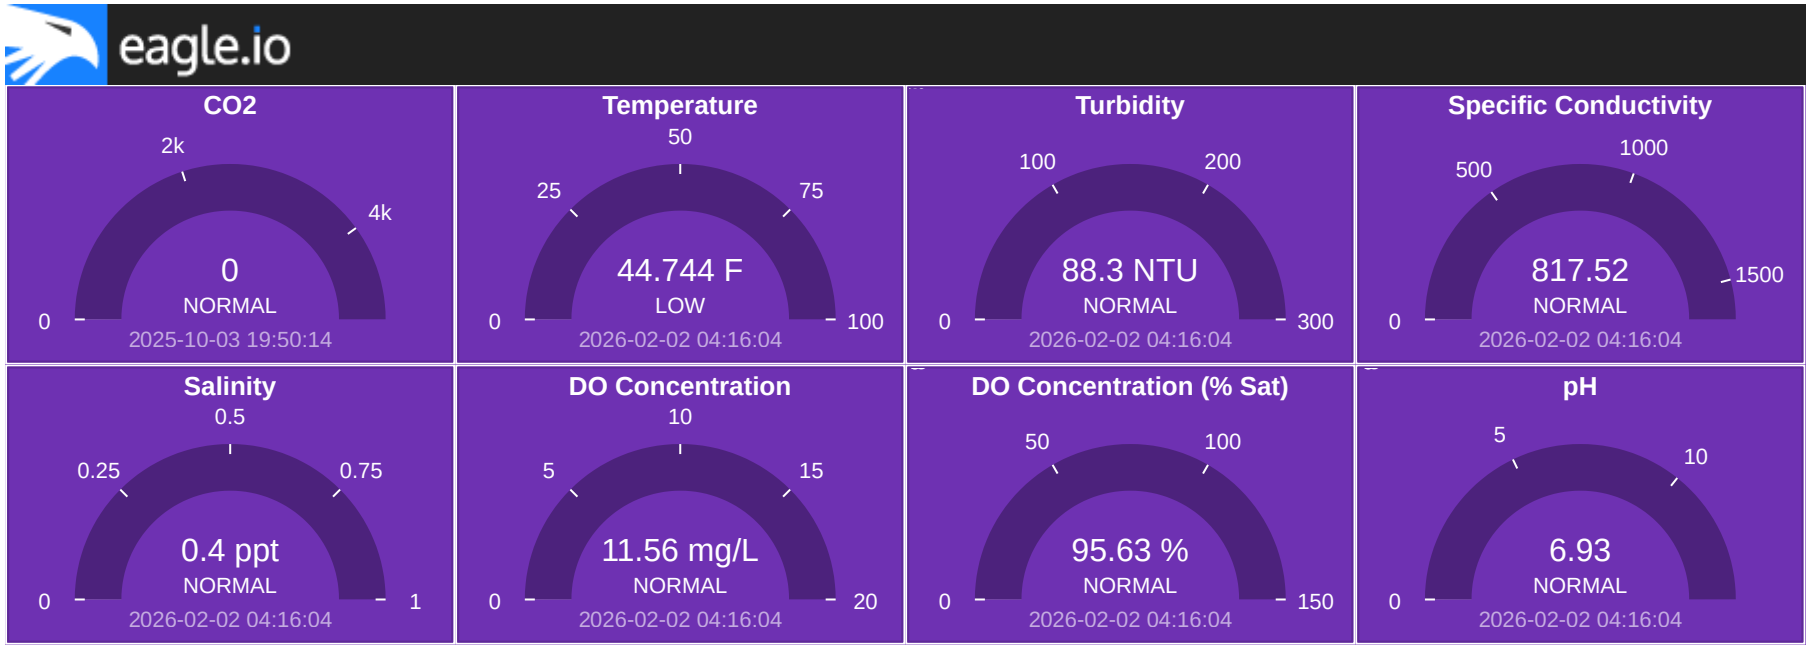 eagle.io
CO2
2k
4k
0
0
NORMAL
2025-10-03 19:50:14
Temperature
50
25
75
44.744 F
LOW
0
100
2026-02-02 04:16:04
Turbidity
100
200
88.3 NTU
NORMAL
0
300
2026-02-02 04:16:04
Specific Conductivity
1000
500
1500
817.52
NORMAL
0
2026-02-02 04:16:04
Salinity
0.5
0.25
0.75
0.4 ppt
NORMAL
0
1
2026-02-02 04:16:04
DO Concentration
10
5
15
11.56 mg/L
NORMAL
0
20
2026-02-02 04:16:04
DO Concentration (% Sat)
50
100
95.63 %
NORMAL
0
150
2026-02-02 04:16:04
pH
5
10
6.93
NORMAL
0
2026-02-02 04:16:04